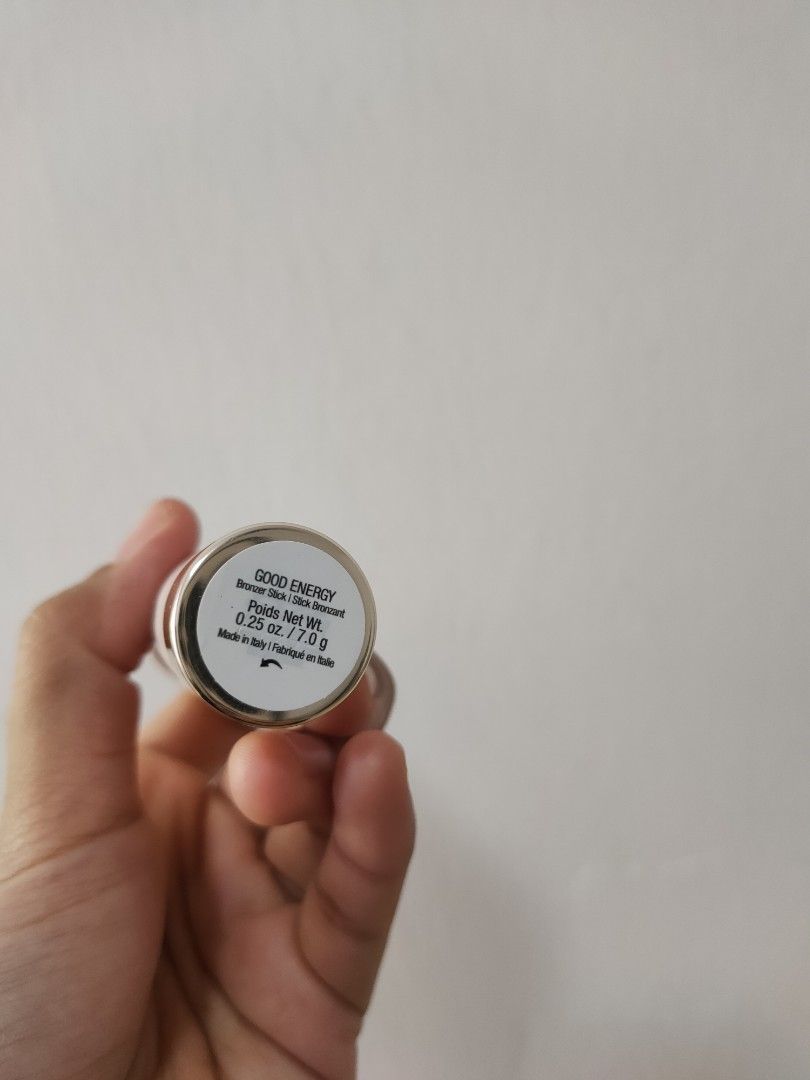 GOOD ENERGY
Bronzer Stick | Stick Bronzant
Poids Net Wt.
0.25 oz. / 7.0 g
Made in Italy | Fabriqué en Italie